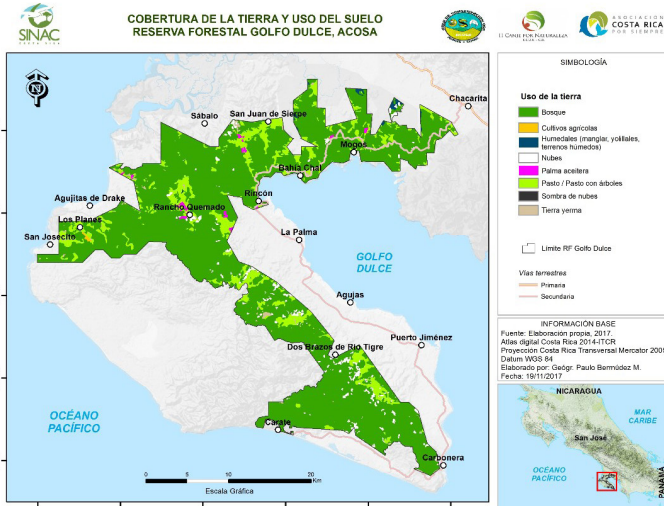 SINAC
COSTA RICA
COBERTURA DE LA TIERRA Y USO DEL SUELO
RESERVA FORESTAL GOLFO DULCE, ACOSA
II CANJE POR NATURALEZA
ASOCIACIÓN
COSTA RICA
POR SIEMPRE
N
Chacarita
Sábalo
San Juan de Sierpe
Mogos
Bahía Chal
Rincón
Agujitas de Drake
Rancho Quemado
Los Planes
San Josecito
La Palma
GOLFO
DULCE
Agujas
Puerto Jiménez
Dos Brazos de Río Tigre
OCÉANO
PACÍFICO
Carate
Carbonera
0 5 10 20
Km
Escala Gráfica
SIMBOLOGÍA
Uso de la tierra
Bosque
Cultivos agrícolas
Humedales (manglar, yolillales,
terrenos húmedos)
Nubes
Palma aceitera
Pasto / Pasto con árboles
Sombra de nubes
Tierra yerma
Límite RF Golfo Dulce
Vías terrestres
Primaria
Secundaria
INFORMACIÓN BASE
Fuente: Elaboración propia, 2017.
Atlas digital Costa Rica 2014-ITCR
Proyección Costa Rica Transversal Mercator 2005
Datum WGS 84
Elaborado por: Geógr. Paulo Bermúdez M.
Fecha: 19/11/2017
NICARAGUA
MAR
CARIBE
San José
OCÉANO
PACÍFICO
PANAMÁ